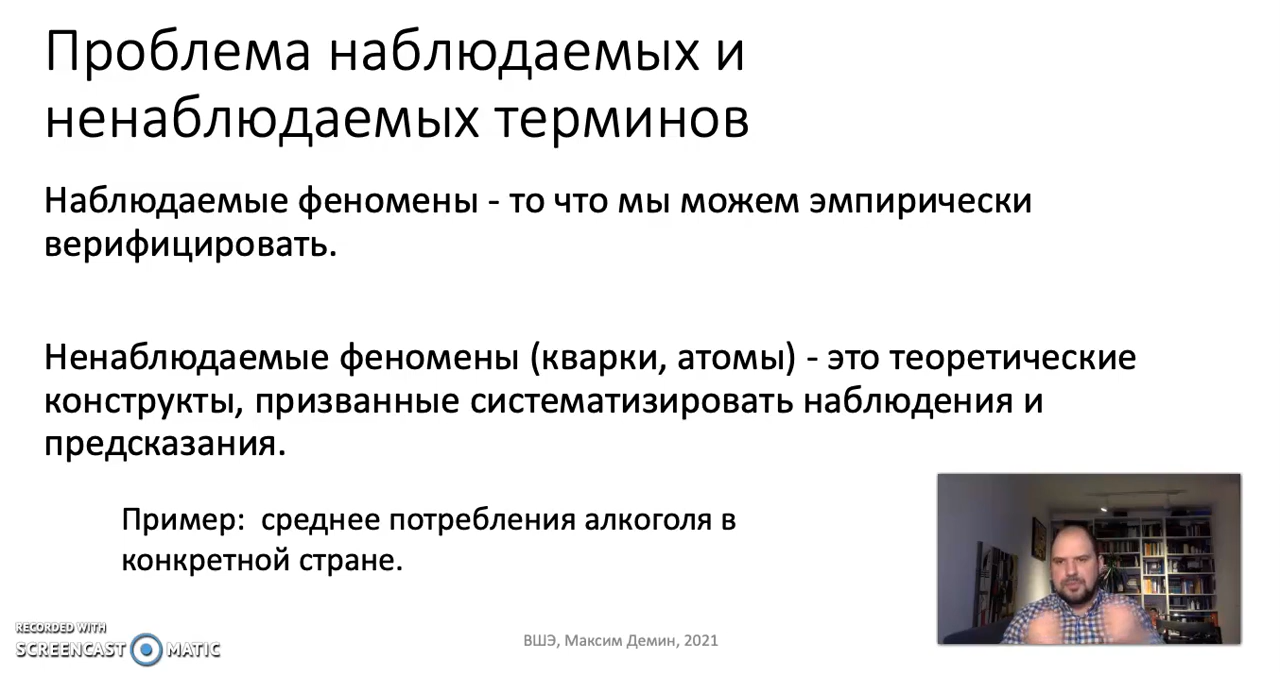 Проблема наблюдаемых и
ненаблюдаемых терминов
Наблюдаемые феномены - то что мы можем эмпирически
верифицировать.
Ненаблюдаемые феномены (кварки, атомы) - это теоретические
конструкты, призванные систематизировать наблюдения и
предсказания.
Пример:  среднее потребления алкоголя в
конкретной стране.
RECORDED WITH
SCREENCAST MATIC
ВШЭ, Максим Демин, 2021